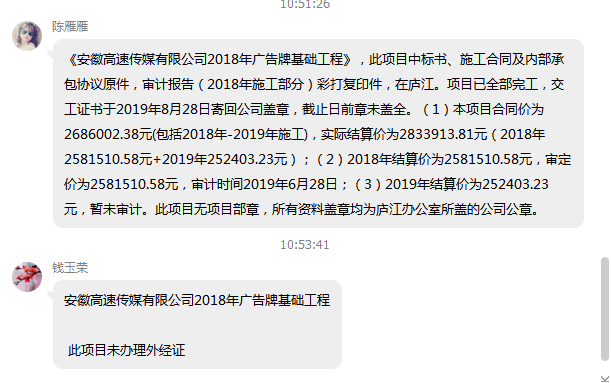 10:51:26
陈雁雁
《安徽高速传媒有限公司2018年广告牌基础工程》，此项目中标书、施工合同及内部承
包协议原件，审计报告（2018年施工部分）彩打复印件，在庐江。项目已全部完工，交
工证书于2019年8月28日寄回公司盖章，截止日前章未盖全。（1）本项目合同价为
2686002.38元(包括2018年-2019年施工)，实际结算价为2833913.81元（2018年
2581510.58元+2019年252403.23元）；（2）2018年结算价为2581510.58元，审定
价为2581510.58元，审计时间2019年6月28日；（3）2019年结算价为252403.23
元，暂未审计。此项目无项目部章，所有资料盖章均为庐江办公室所盖的公司公章。
10:53:41
钱玉荣
安徽高速传媒有限公司2018年广告牌基础工程
此项目未办理外经证